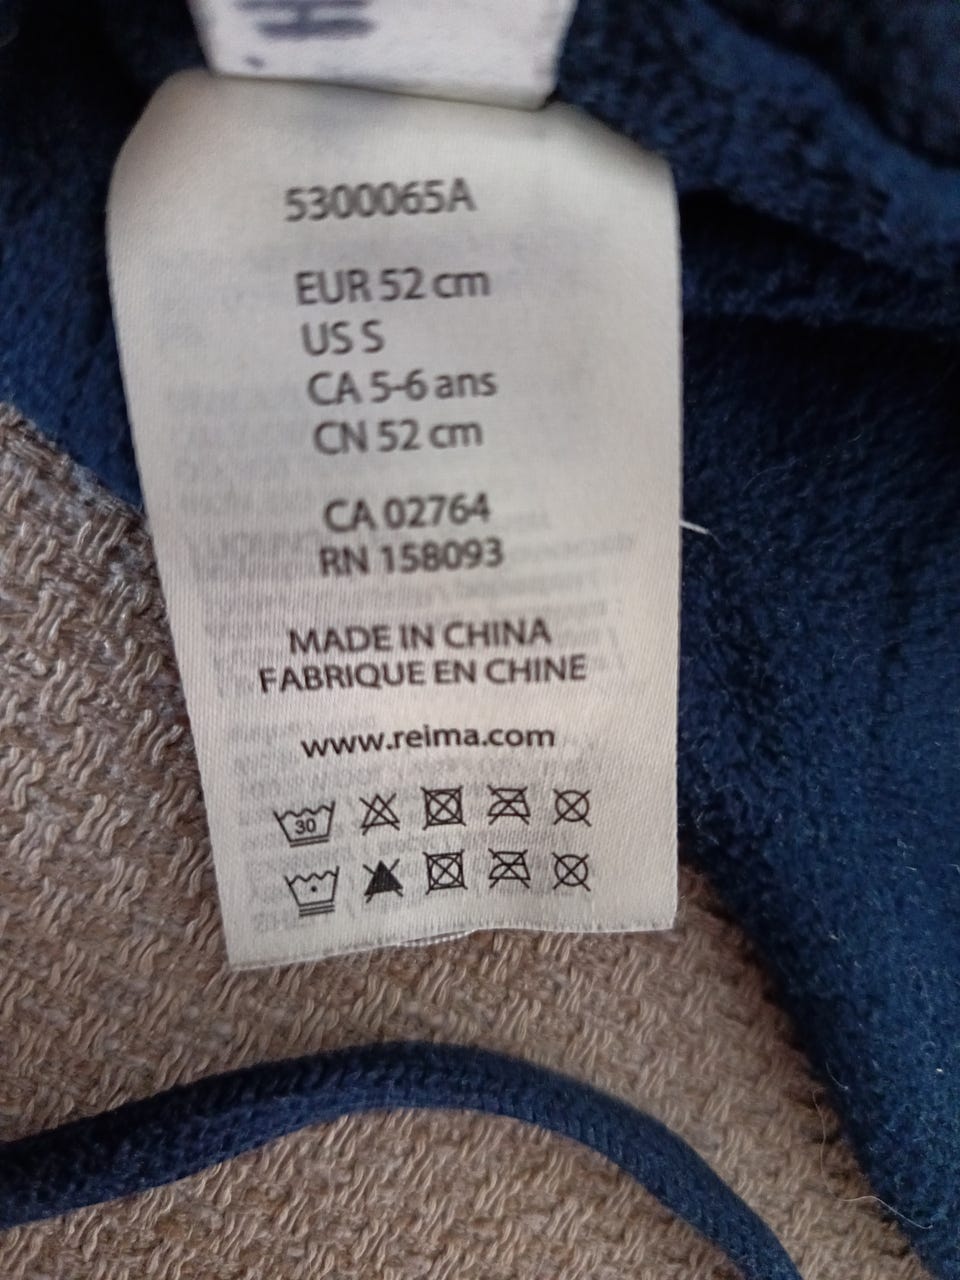 5300065A
EUR 52 cm
US S
CA 5-6 ans
CN 52 cm
CA 02764
RN 158093
MADE IN CHINA
FABRIQUE EN CHINE
www.reima.com
30